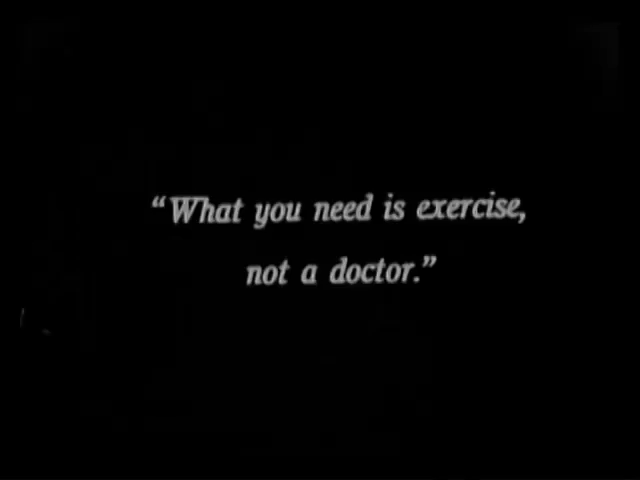 “What you need is exercise,
not a doctor.”